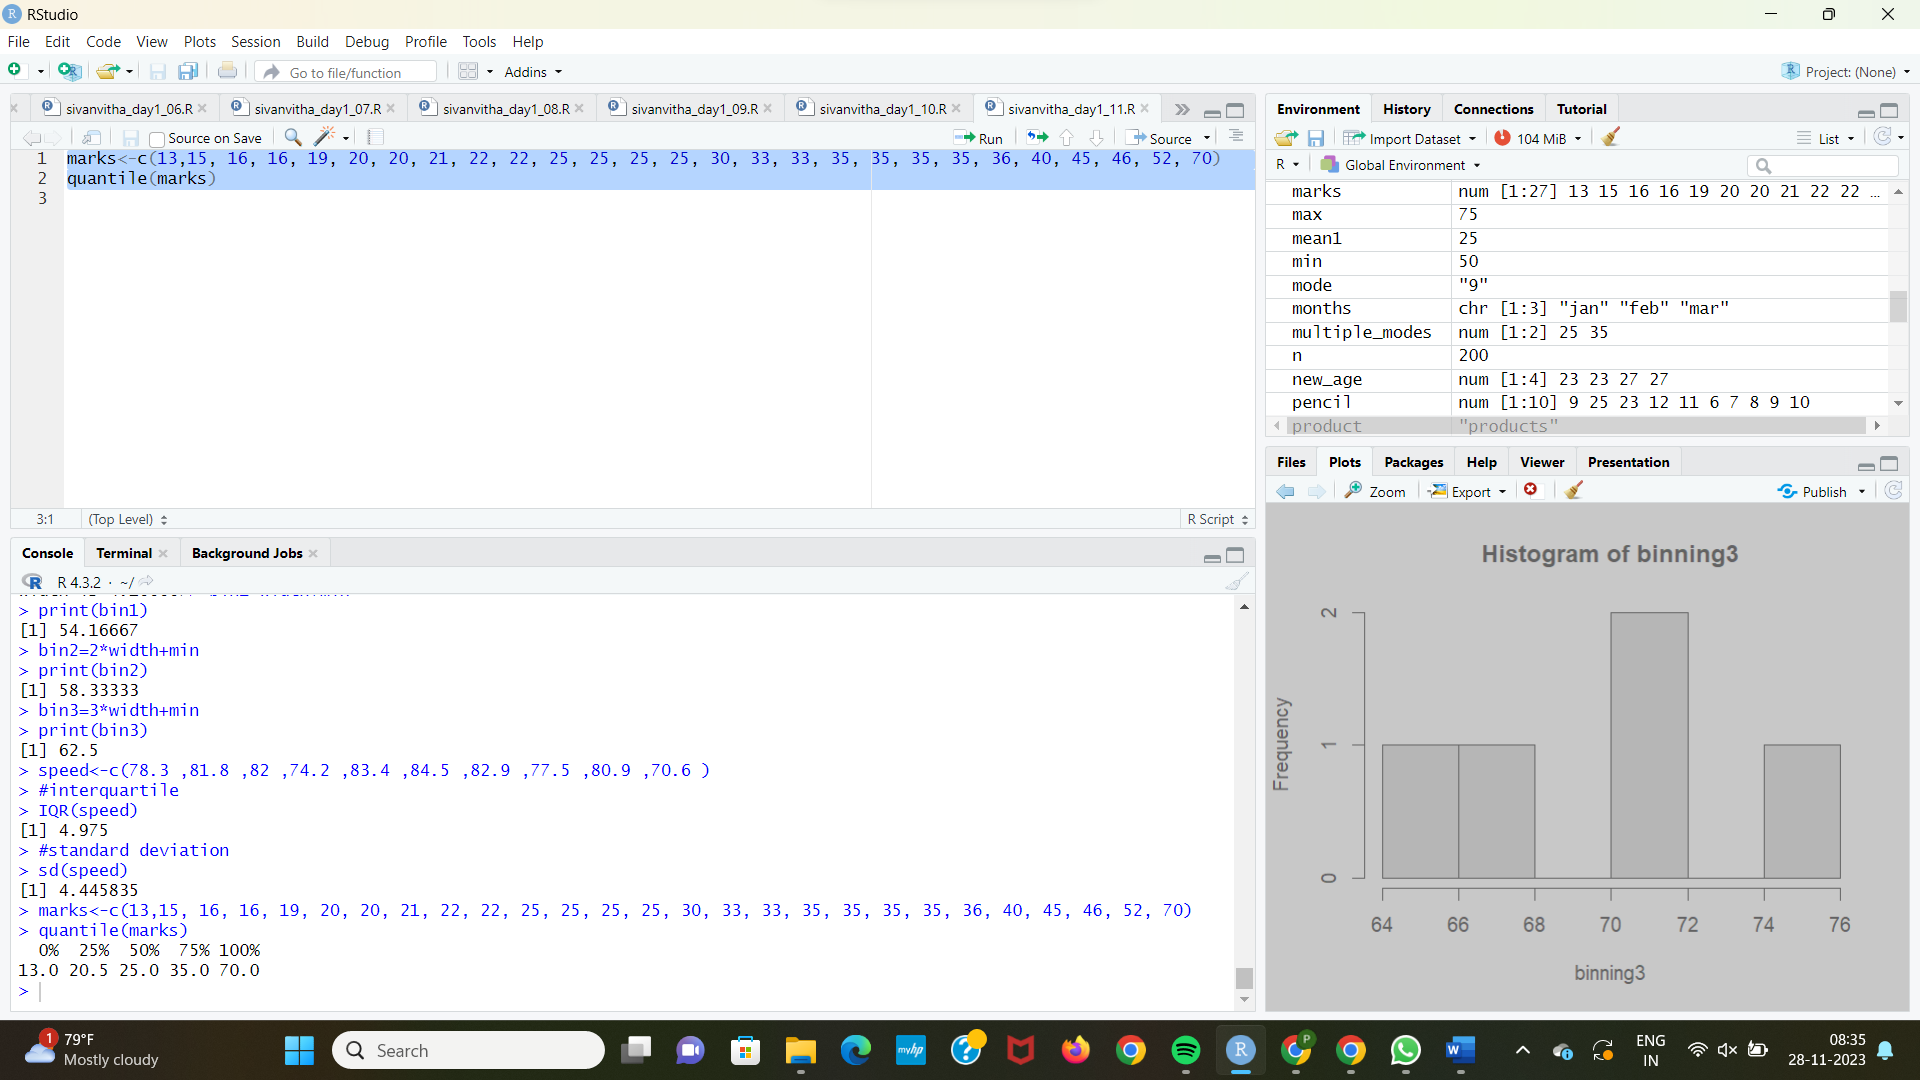 RStudio
File Edit Code View Plots Session Build Debug Profile Tools Help
Go to file/function Addins Project: (None)
sivanvitha_day1_06.R sivanvitha_day1_07.R sivanvitha_day1_08.R sivanvitha_day1_09.R sivanvitha_day1_10.R sivanvitha_day1_11.R
Source on Save Run Source
1 marks<-c(13,15, 16, 16, 19, 20, 20, 21, 22, 22, 25, 25, 25, 25, 30, 33, 33, 35, 35, 35, 35, 36, 40, 45, 46, 52, 70)
2 quantile(marks)
3
3:1 (Top Level) R Script
Console Terminal Background Jobs
R 4.3.2 · ~/
> print(bin1)
[1] 54.16667
> bin2=2*width+min
> print(bin2)
[1] 58.33333
> bin3=3*width+min
> print(bin3)
[1] 62.5
> speed<-c(78.3 ,81.8 ,82 ,74.2 ,83.4 ,84.5 ,82.9 ,77.5 ,80.9 ,70.6 )
> #interquartile
> IQR(speed)
[1] 4.975
> #standard deviation
> sd(speed)
[1] 4.445835
> marks<-c(13,15, 16, 16, 19, 20, 20, 21, 22, 22, 25, 25, 25, 25, 30, 33, 33, 35, 35, 35, 35, 36, 40, 45, 46, 52, 70)
> quantile(marks)
0% 25% 50% 75% 100%
13.0 20.5 25.0 35.0 70.0
>
Environment History Connections Tutorial
Import Dataset 104 MiB List
R Global Environment
marks num [1:27] 13 15 16 16 19 20 20 21 22 22 ...
max 75
mean1 25
min 50
mode "9"
months chr [1:3] "jan" "feb" "mar"
multiple_modes num [1:2] 25 35
n 200
new_age num [1:4] 23 23 27 27
pencil num [1:10] 9 25 23 12 11 6 7 8 9 10
product "products"
Files Plots Packages Help Viewer Presentation
Zoom Export Publish
Histogram of binning3
Frequency
2
1
0
64 66 68 70 72 74 76
binning3
1 79°F
Mostly cloudy
Search
myhp
P
W
ENG
IN
08:35
28-11-2023